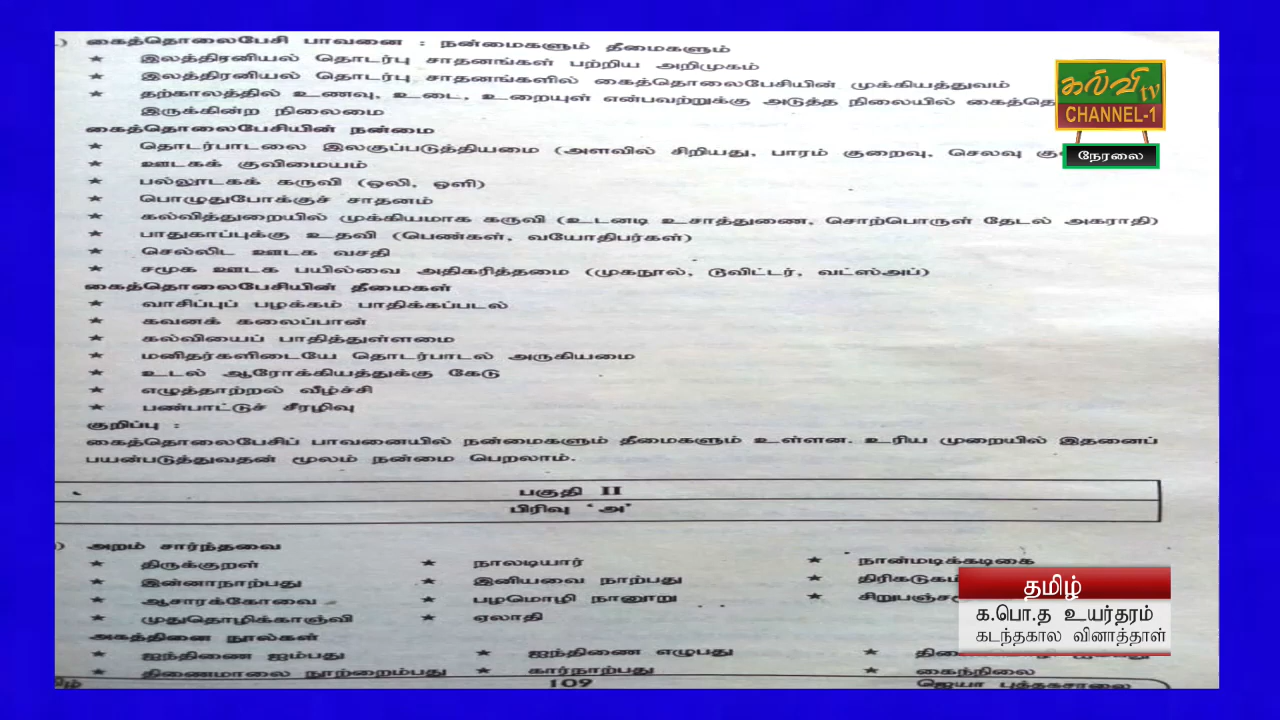 கைத்தொலைபேசி பாவனை : நன்மைகளும் தீமைகளும்
★ இலத்திரனியல் தொடர்பு சாதனங்கள் பற்றிய அறிமுகம்
★ இலத்திரனியல் தொடர்பு சாதனங்களில் கைத்தொலைபேசியின் முக்கியத்துவம்
★ தற்காலத்தில் உணவு, உடை, உறையுள் என்பவற்றுக்கு அடுத்த நிலையில்
இருக்கின்ற நிலைமை
கைத்தொலைபேசியின் நன்மை
★ தொடர்பாடலை இலகுப்படுத்தியமை (அளவில் சிறியது, பாரம் குறைவு, செலவு
★ ஊடகக் குவிமையம்
★ பல்லூடகக் கருவி (ஒலி, ஒளி)
★ பொழுதுபோக்குச் சாதனம்
★ கல்வித்துறையில் முக்கியமாக கருவி (உடனடி உசாத்துணை, சொற்பொருள் தேடல் அகராதி)
★ பாதுகாப்புக்கு உதவி (பெண்கள், வயோதிபர்கள்)
★ செல்லிட ஊடக வசதி
★ சமூக ஊடக பயில்வை அதிகரித்தமை (முகநூல், டூவிட்டர், வட்ஸ்அப்)
கைத்தொலைபேசியின் தீமைகள்
★ வாசிப்புப் பழக்கம் பாதிக்கப்படல்
★ கவனக் கலைப்பான்
★ கல்வியைப் பாதித்துள்ளமை
★ மனிதர்களிடையே தொடர்பாடல் அருகியமை
★ உடல் ஆரோக்கியத்துக்கு கேடு
★ எழுத்தாற்றல் வீழ்ச்சி
★ பண்பாட்டுச் சீரழிவு
குறிப்பு :
கைத்தொலைபேசிப் பாவனையில் நன்மைகளும் தீமைகளும் உள்ளன. உரிய முறையில் இதனைப்
பயன்படுத்துவதன் மூலம் நன்மை பெறலாம்.
பகுதி II
பிரிவு 'அ'
அறம் சார்ந்தவை
★ திருக்குறள் ★ நாலடியார் ★ நான்மடிக்கடிகை
★ இன்னாநாற்பது ★ இனியவை நாற்பது ★ திரிகடுகம்
★ ஆசாரக்கோவை ★ பழமொழி நானூறு ★
★ முதுதொழிக்காஞ்வி ★ ஏலாதி
அகத்தினை நூல்கள்
★ ஐந்திணை ஐம்பது ★ ஐந்திணை எழுபது ★
★ திணைமாலை நூற்றைம்பது ★ கார்நாற்பது ★ கைந்நிலை
109 ஜெயா புத்தகசாலை
கல்வி TV
CHANNEL-1
நேரலை
தமிழ்
க.பொ.த உயர்தரம்
கடந்தகால வினாத்தாள்